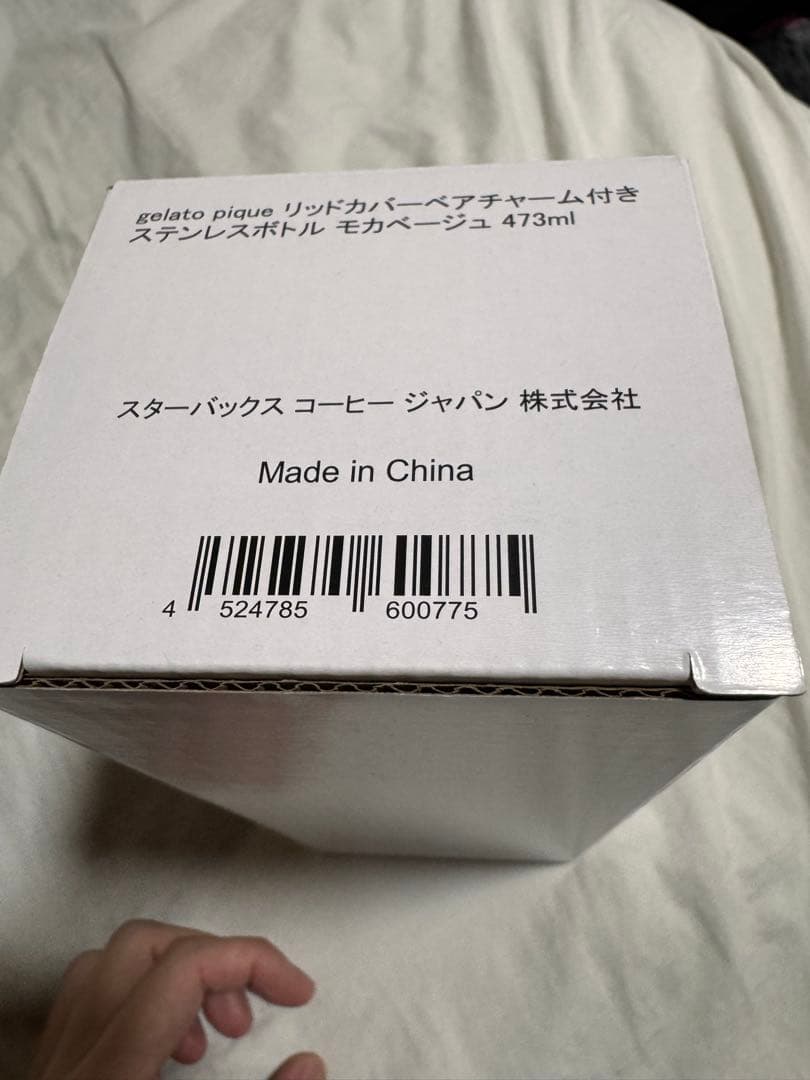 gelato pique リッドカバーベアチャーム付き
ステンレスボトル モカベージュ 473ml
スターバックス コーヒー ジャパン 株式会社
Made in China
4 524785 600775